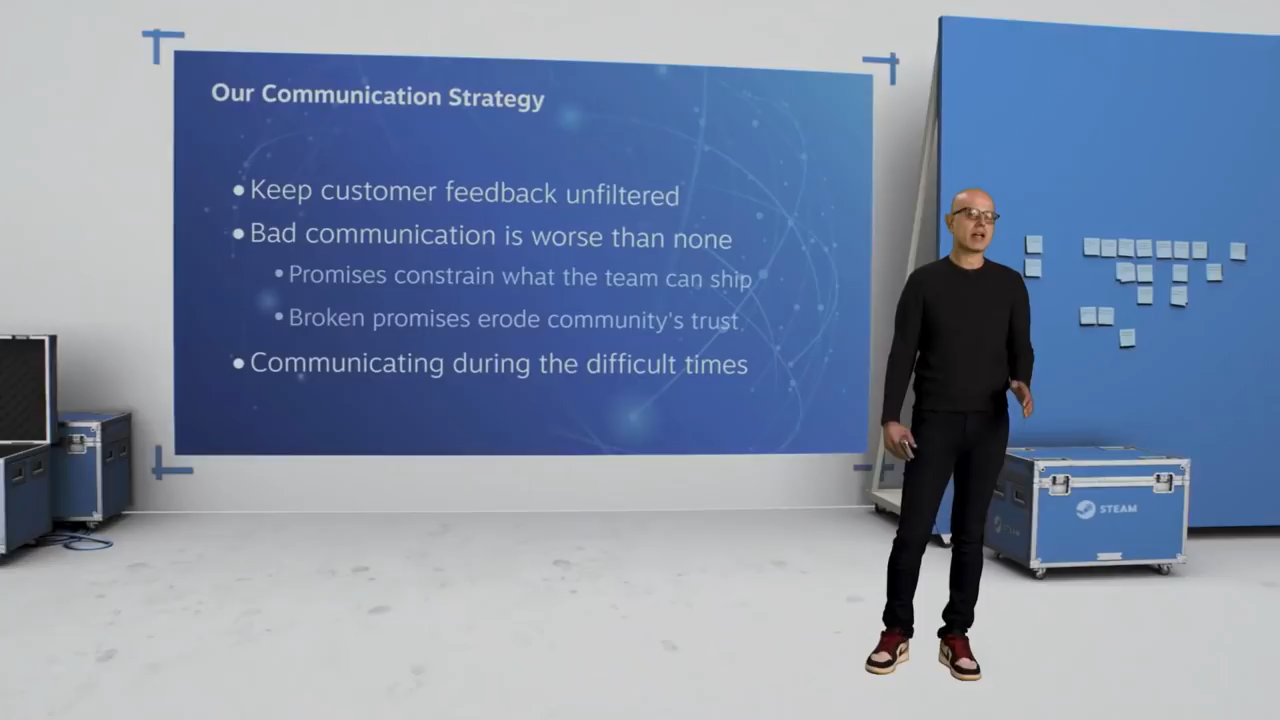 Our Communication Strategy
•Keep customer feedback unfiltered
•Bad communication is worse than none
•Promises constrain what the team can ship
•Broken promises erode community's trust
•Communicating during the difficult times
STEAM
STEAM